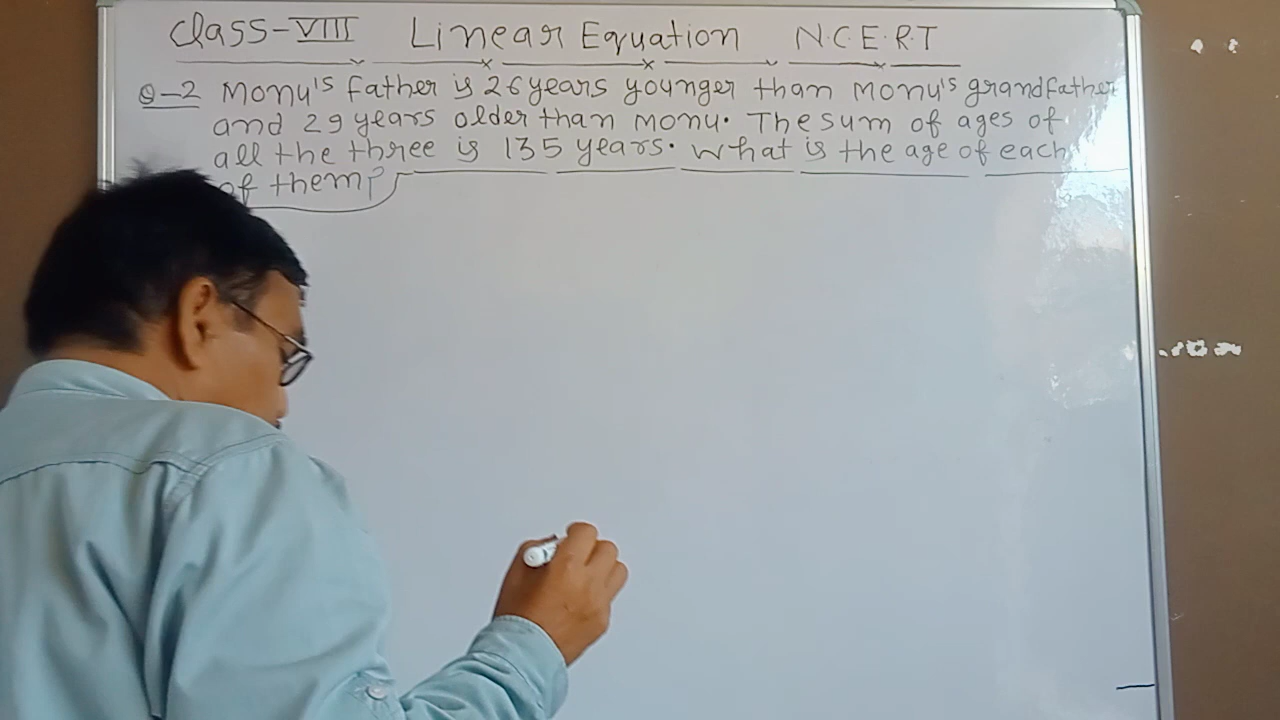 Class-VIII Linear Equation N.C.E.R.T
Q-2 Monu's father is 26 years younger than Monu's grandfather
and 29 years older than Monu. The sum of ages of
all the three is 135 years. What is the age of each
of them?